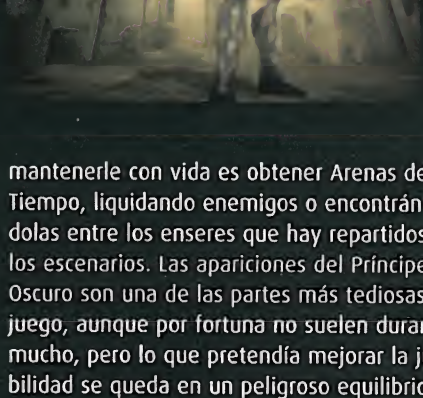 mantenerle con vida es obtener Arenas de
Tiempo, liquidando enemigos o encontrán
dolas entre los enseres que hay repartidos
los escenarios. Las apariciones del Príncipe
Oscuro son una de las partes más tediosas
juego, aunque por fortuna no suelen durar
mucho, pero lo que pretendía mejorar la j
bilidad se queda en un peligroso equilibrio